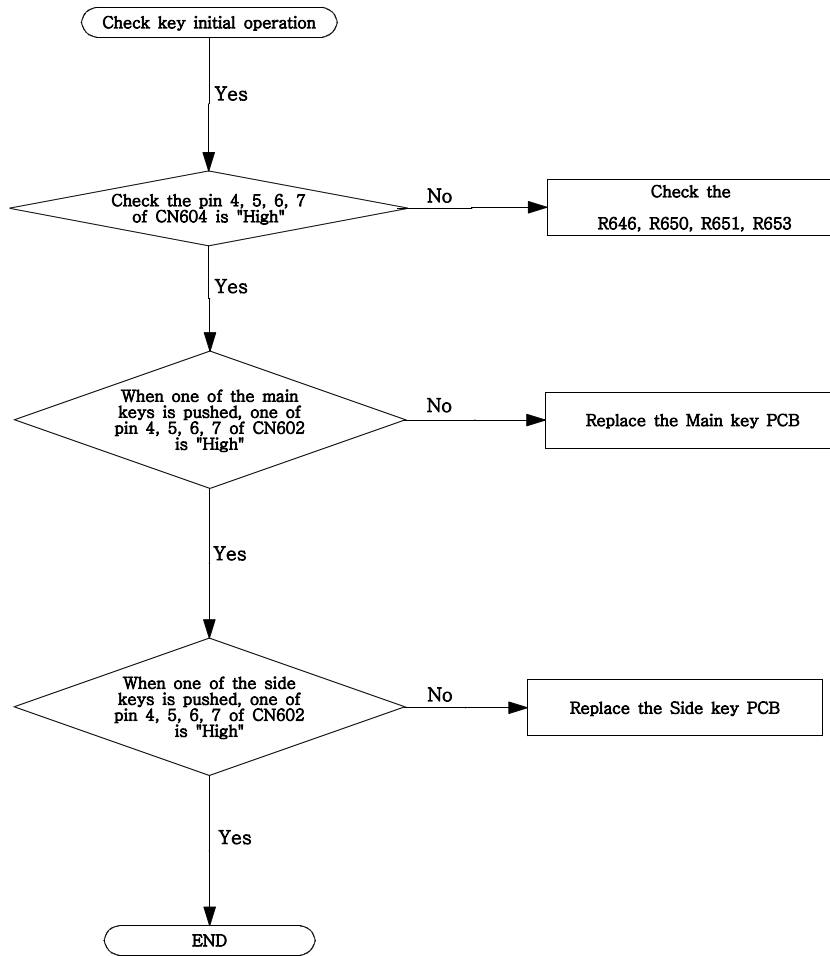 Check key initial operation
Yes
Check the pin 4, 5, 6, 7
of CN604 is "High"
No
Check the
R646, R650, R651, R653
Yes
When one of the main
keys is pushed, one of
pin 4, 5, 6, 7 of CN602
is "High"
No
Replace the Main key PCB
Yes
When one of the side
keys is pushed, one of
pin 4, 5, 6, 7 of CN602
is "High"
No
Replace the Side key PCB
Yes
END